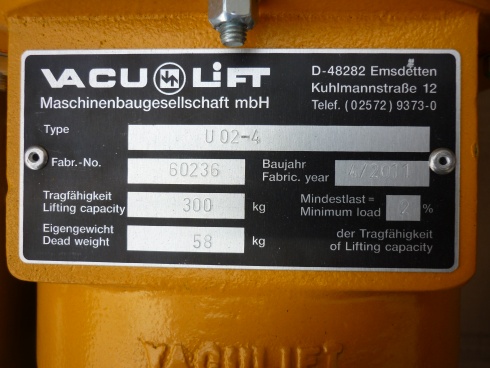 VACU LIFT
Maschinenbaugesellschaft mbH
D-48282 Emsdetten
Kuhlmannstraße 12
Telef. (02572) 9373-0
Type U 02-4
Fabr.-No. 60236
Baujahr
Fabric. year
Tragfähigkeit
Lifting capacity 300 kg
Mindestlast =
Minimum load 2 %
der Tragfähigkeit
of Lifting capacity
Eigengewicht
Dead weight 58 kg
VACULIFT